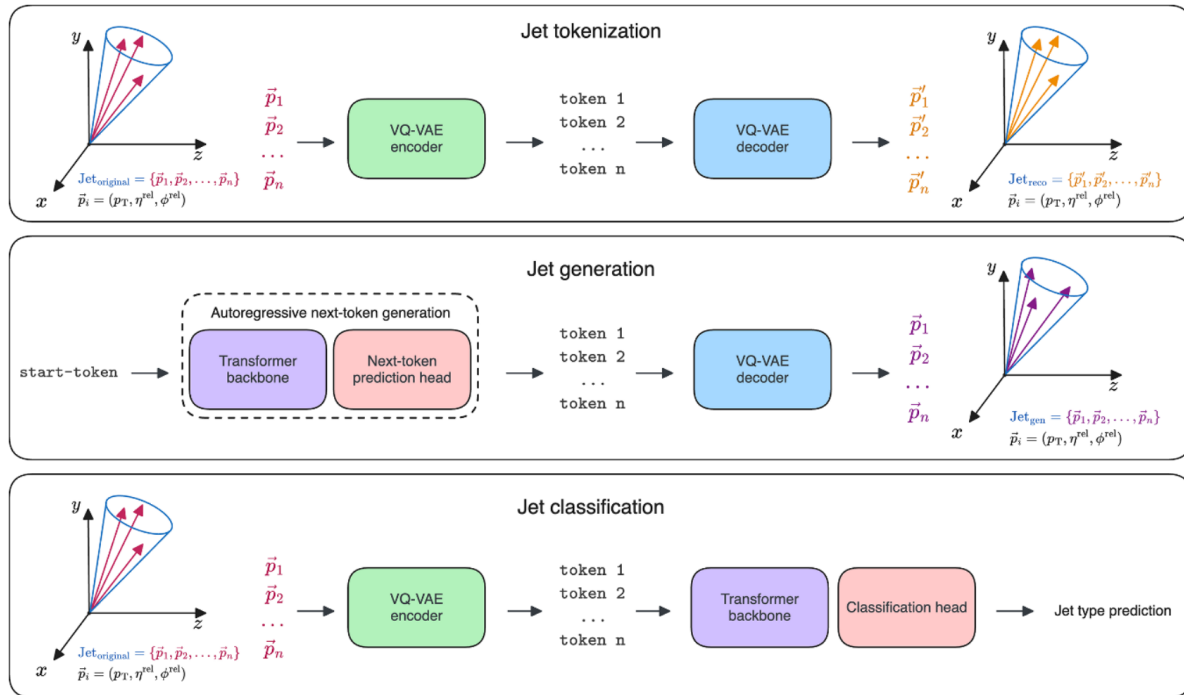 Jet tokenization
y
z
x
Jet_original = {p⃗_1, p⃗_2, ..., p⃗_n}
p⃗_i = (p_T, η^rel, ϕ^rel)
p⃗_1
p⃗_2
...
p⃗_n
VQ-VAE
encoder
token 1
token 2
...
token n
VQ-VAE
decoder
p⃗′_1
p⃗′_2
...
p⃗′_n
y
z
x
Jet_reco = {p⃗′_1, p⃗′_2, ..., p⃗′_n}
p⃗_i = (p_T, η^rel, ϕ^rel)
Jet generation
start-token
Autoregressive next-token generation
Transformer
backbone
Next-token
prediction head
token 1
token 2
...
token n
VQ-VAE
decoder
p⃗_1
p⃗_2
...
p⃗_n
y
z
x
Jet_gen = {p⃗_1, p⃗_2, ..., p⃗_n}
p⃗_i = (p_T, η^rel, ϕ^rel)
Jet classification
y
z
x
Jet_original = {p⃗_1, p⃗_2, ..., p⃗_n}
p⃗_i = (p_T, η^rel, ϕ^rel)
p⃗_1
p⃗_2
...
p⃗_n
VQ-VAE
encoder
token 1
token 2
...
token n
Transformer
backbone
Classification head
Jet type prediction